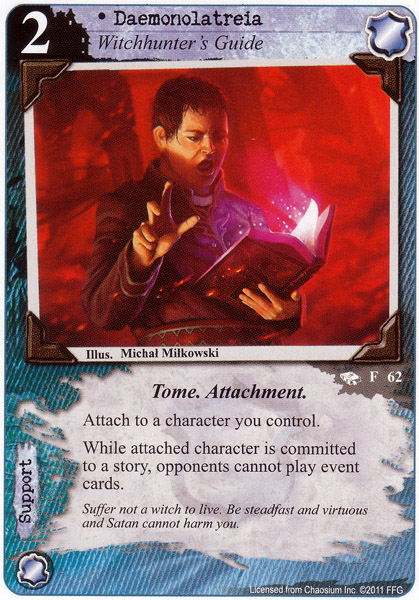 2
• Daemonolatreia
Witchhunter's Guide
Illus. Michał Miłkowski
F 62
Tome. Attachment.
Attach to a character you control.
While attached character is committed
to a story, opponents cannot play event
cards.
Suffer not a witch to live. Be steadfast and virtuous
and Satan cannot harm you.
Support
Licensed from Chaosium Inc. ©2011 FFG